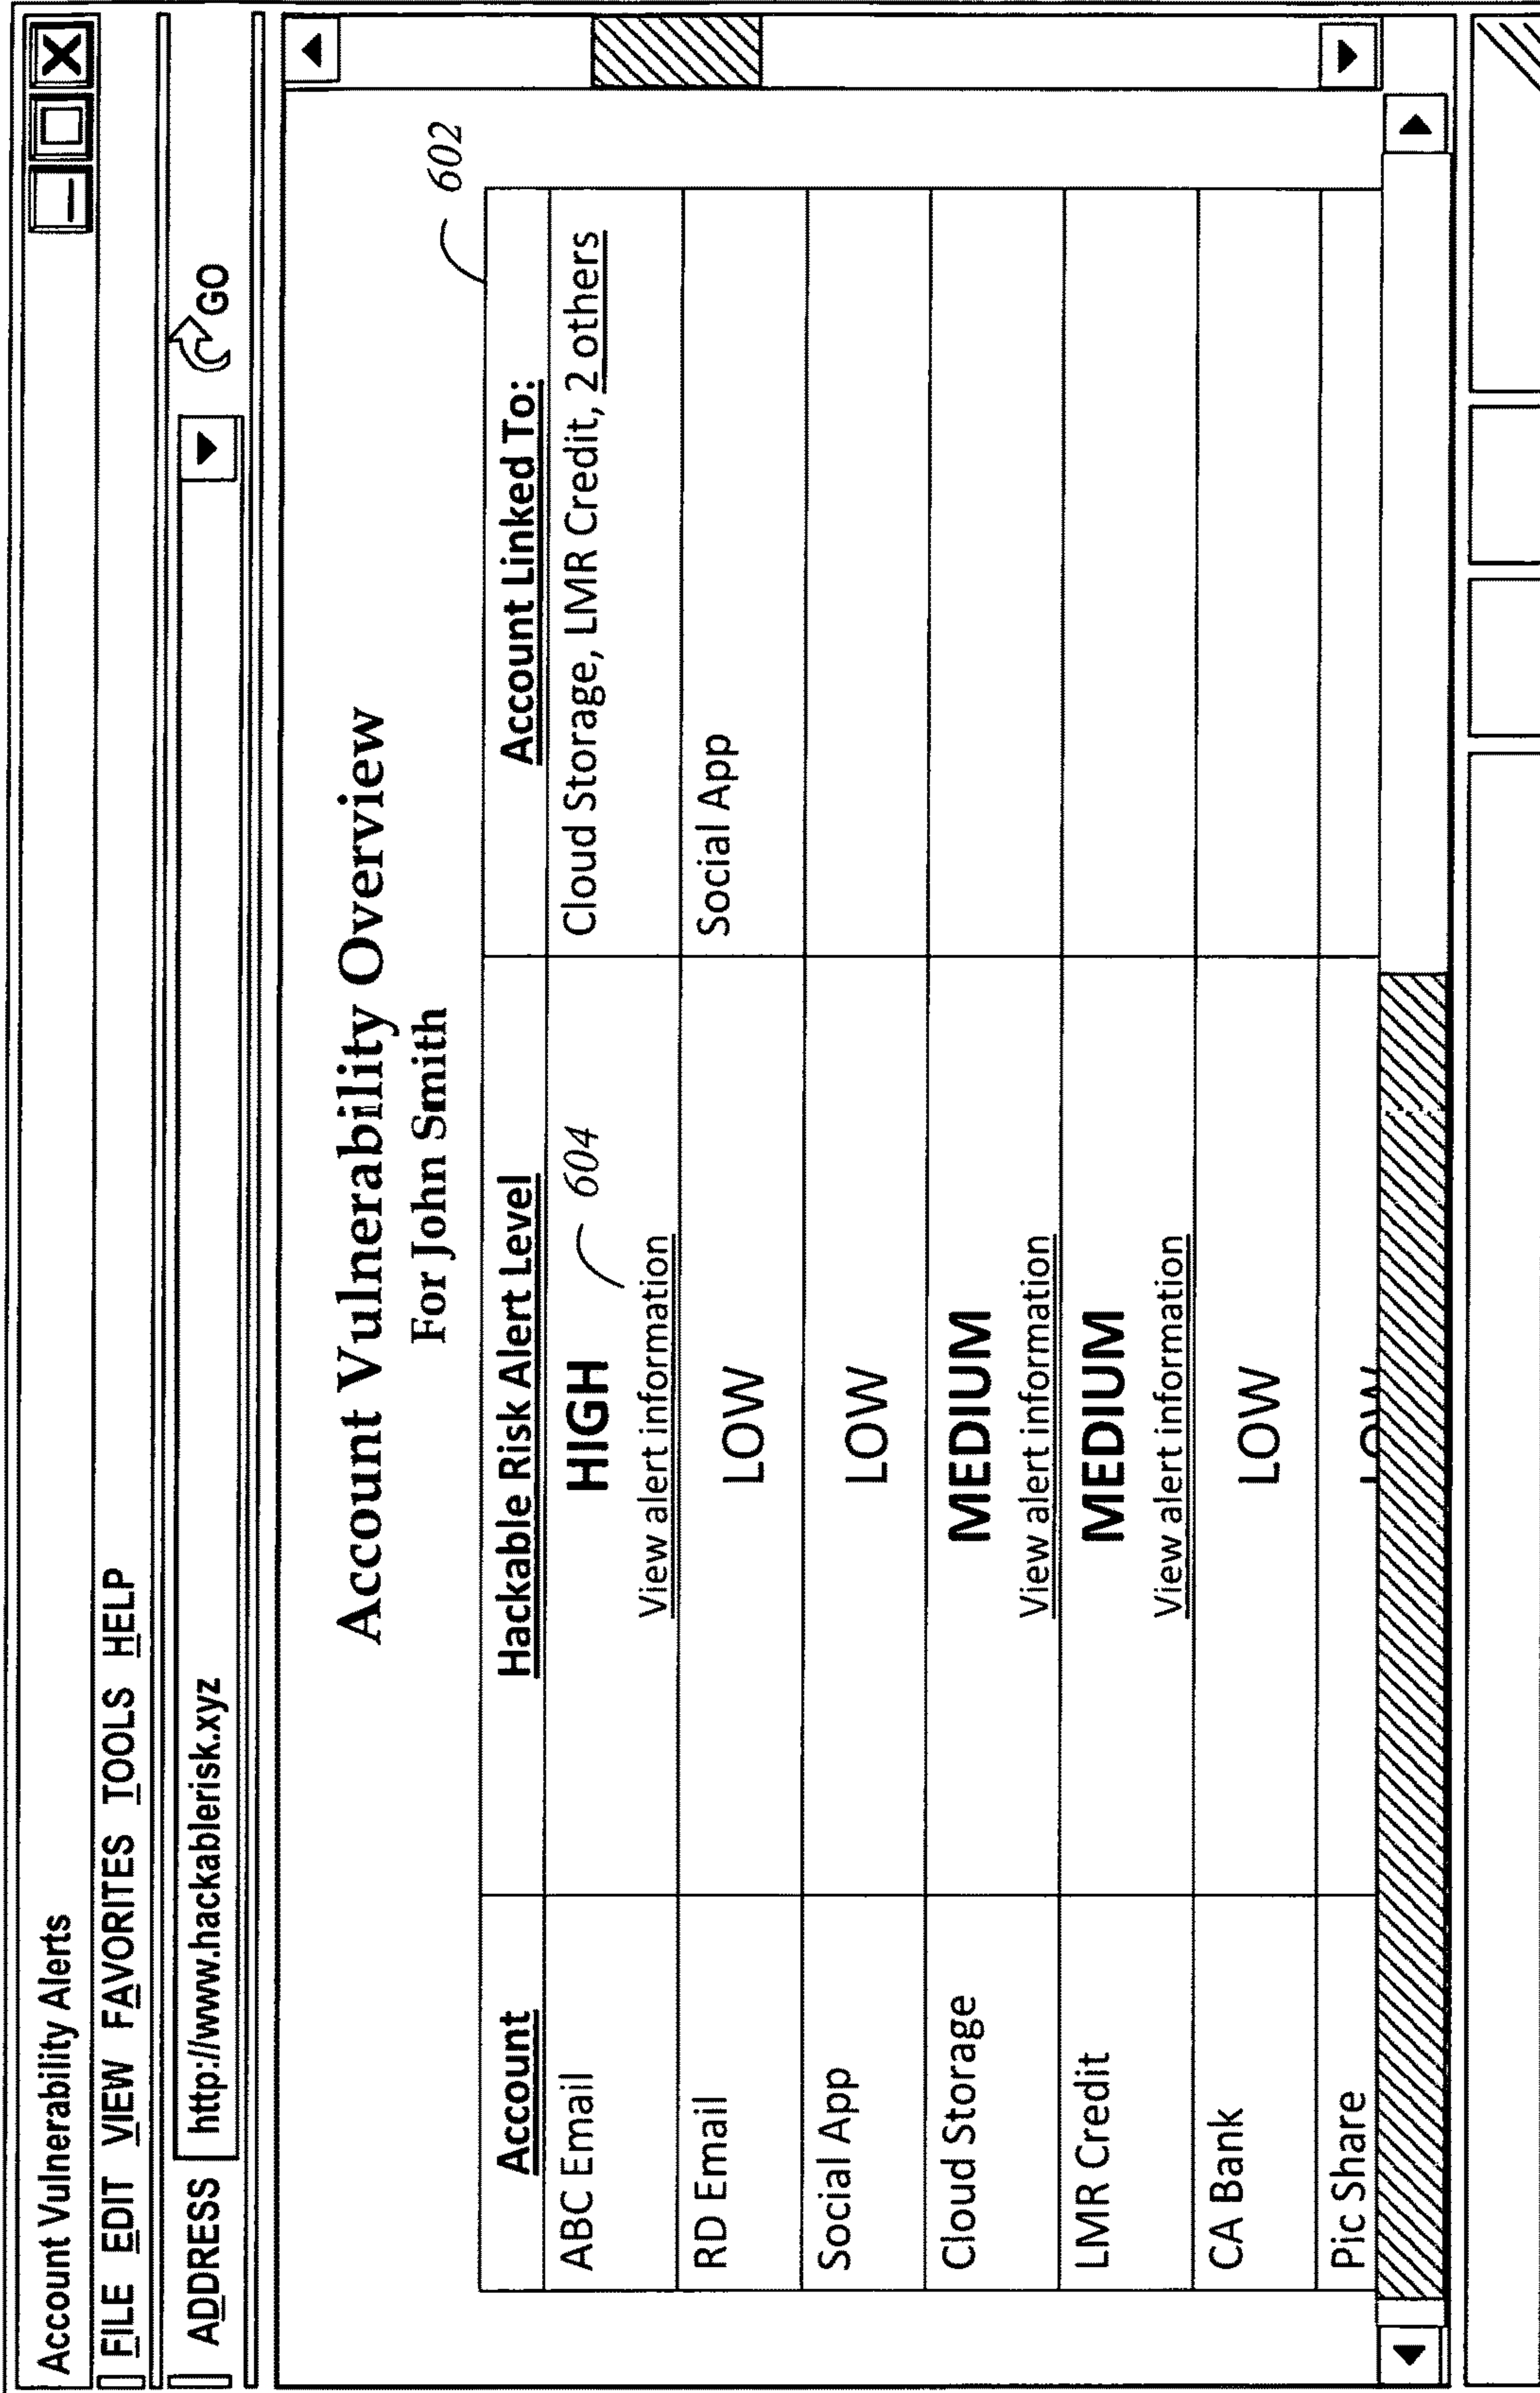 Account Vulnerability Alerts
FILE EDIT VIEW FAVORITES TOOLS HELP
ADDRESS http://www.hackablerisk.xyz GO
Account Vulnerability Overview
For John Smith
602
Account Hackable Risk Alert Level Account Linked To:
ABC Email HIGH Cloud Storage, LMR Credit, 2 others
604
View alert information
RD Email LOW Social App
Social App LOW
Cloud Storage MEDIUM
View alert information
LMR Credit MEDIUM
View alert information
CA Bank LOW
Pic Share LOW